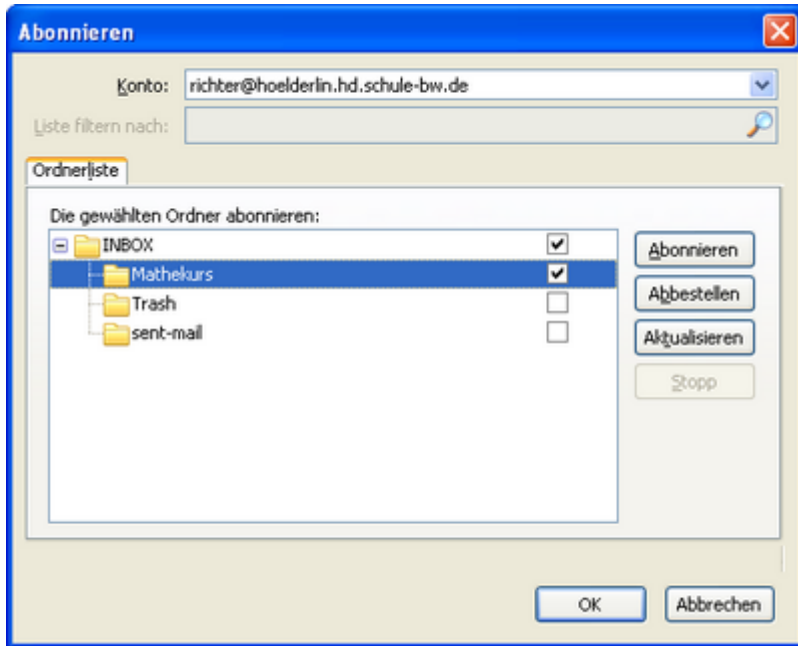 Abonnieren
Konto: richter@hoelderlin.hd.schule-bw.de
Liste filtern nach:
Ordnerliste
Die gewählten Ordner abonnieren:
INBOX
Abonnieren
Mathekurs
Abbestellen
Trash
sent-mail
Aktualisieren
Stopp
OK Abbrechen